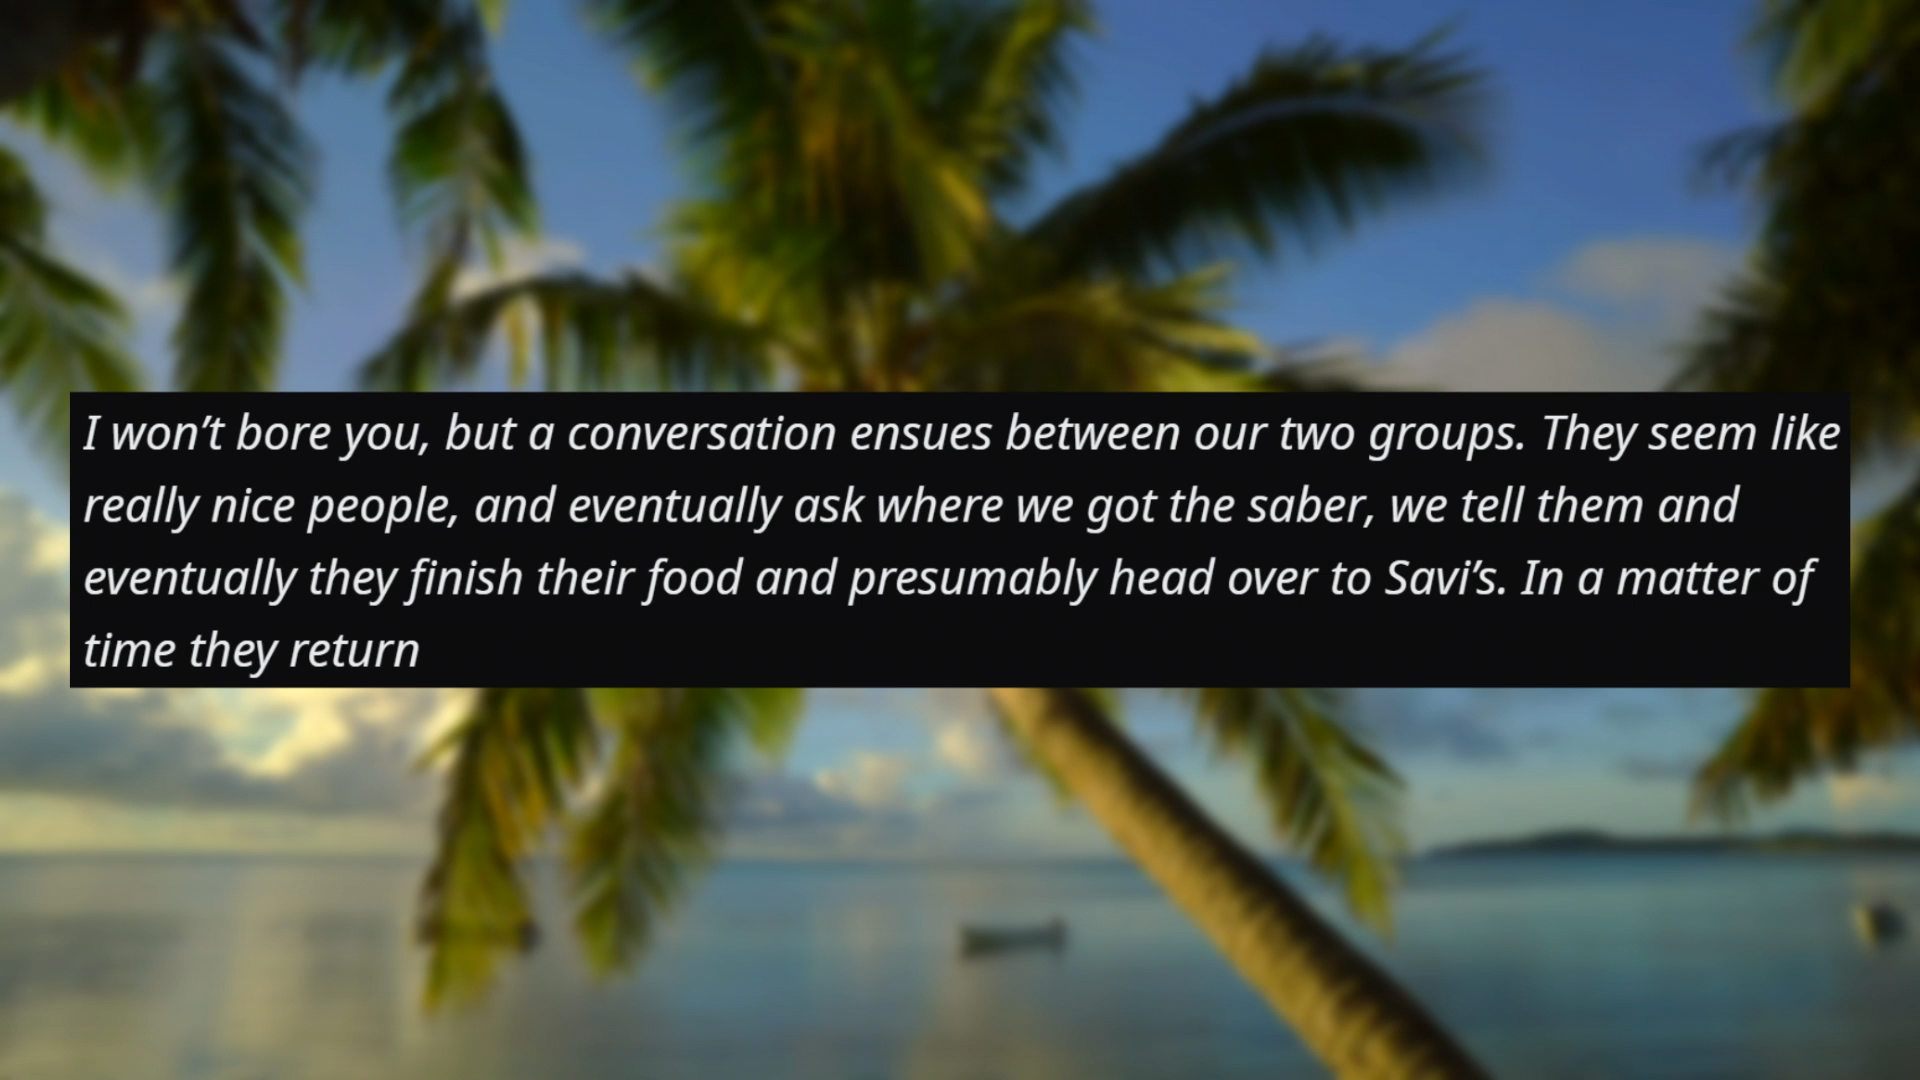 I won’t bore you, but a conversation ensues between our two groups. They seem like
really nice people, and eventually ask where we got the saber, we tell them and
eventually they finish their food and presumably head over to Savi’s. In a matter of
time they return